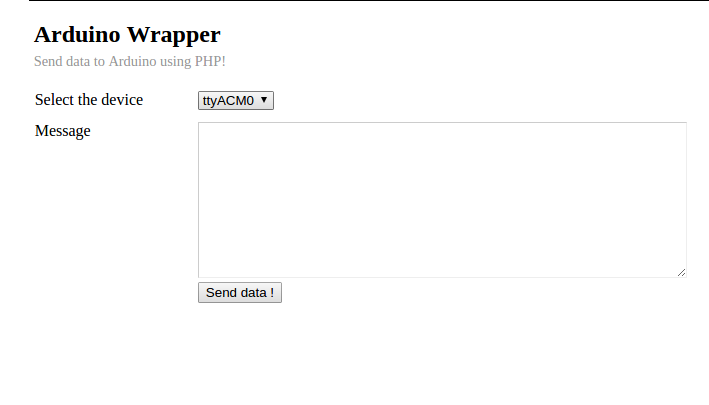 Arduino Wrapper
Send data to Arduino using PHP!
Select the device ttyACM0
Message
Send data !